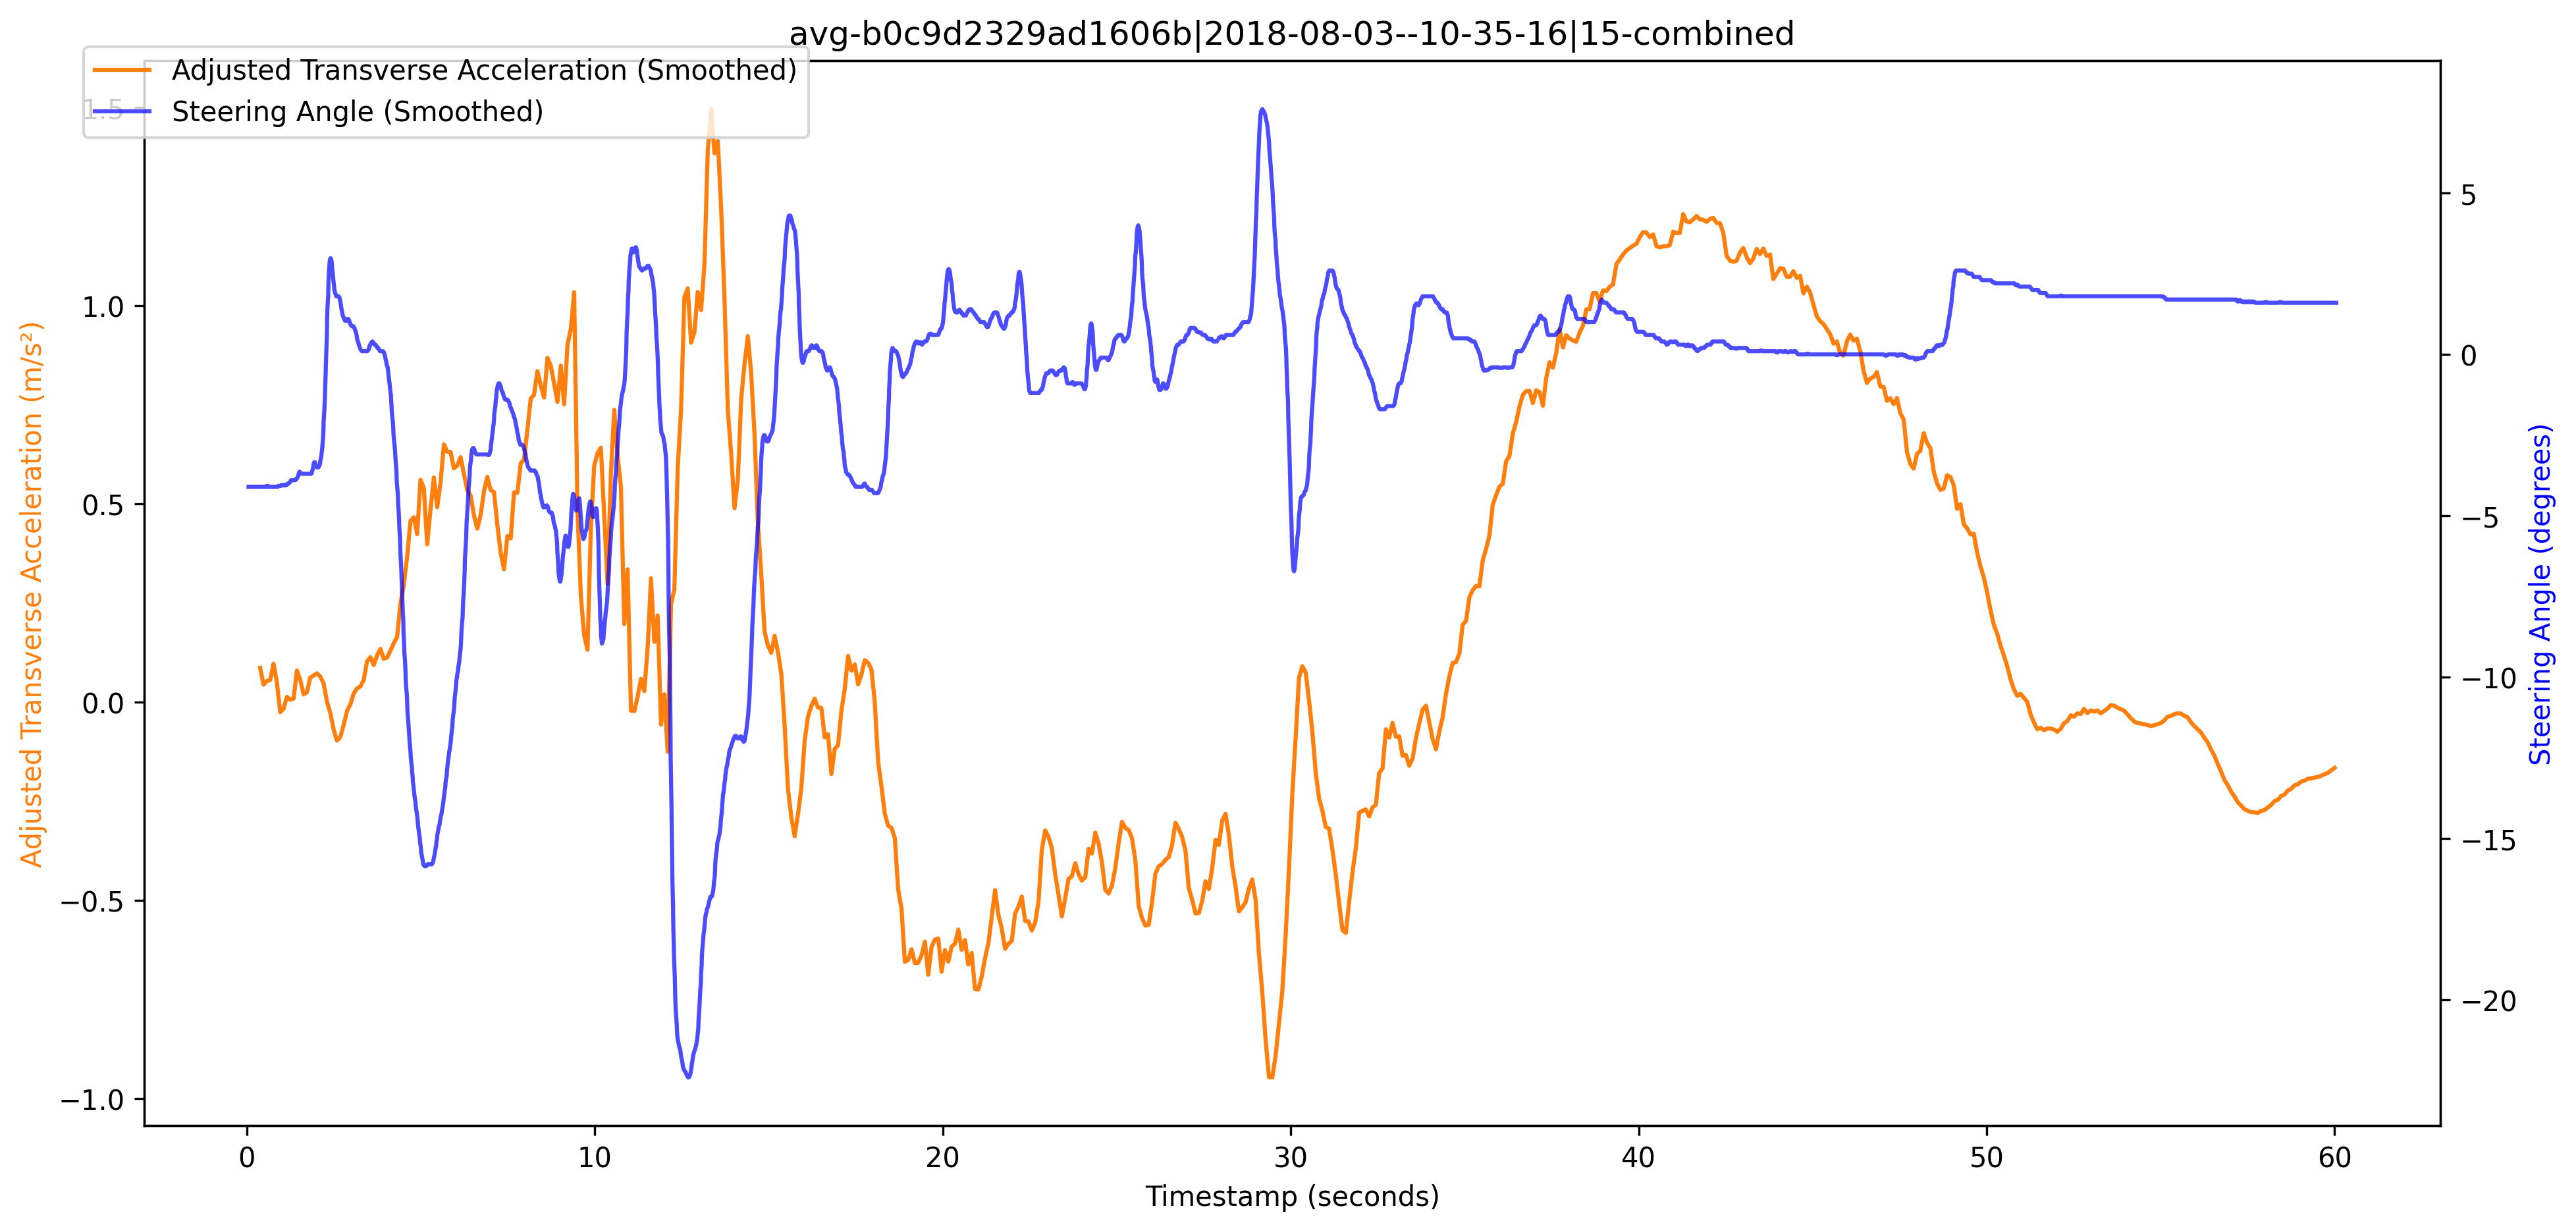 avg-b0c9d2329ad1606b|2018-08-03--10-35-16|15-combined
Adjusted Transverse Acceleration (Smoothed)
Steering Angle (Smoothed)
1.5
1.0
0.5
0.0
−0.5
−1.0
Adjusted Transverse Acceleration (m/s²)
5
0
−5
−10
−15
−20
Steering Angle (degrees)
0 10 20 30 40 50 60
Timestamp (seconds)